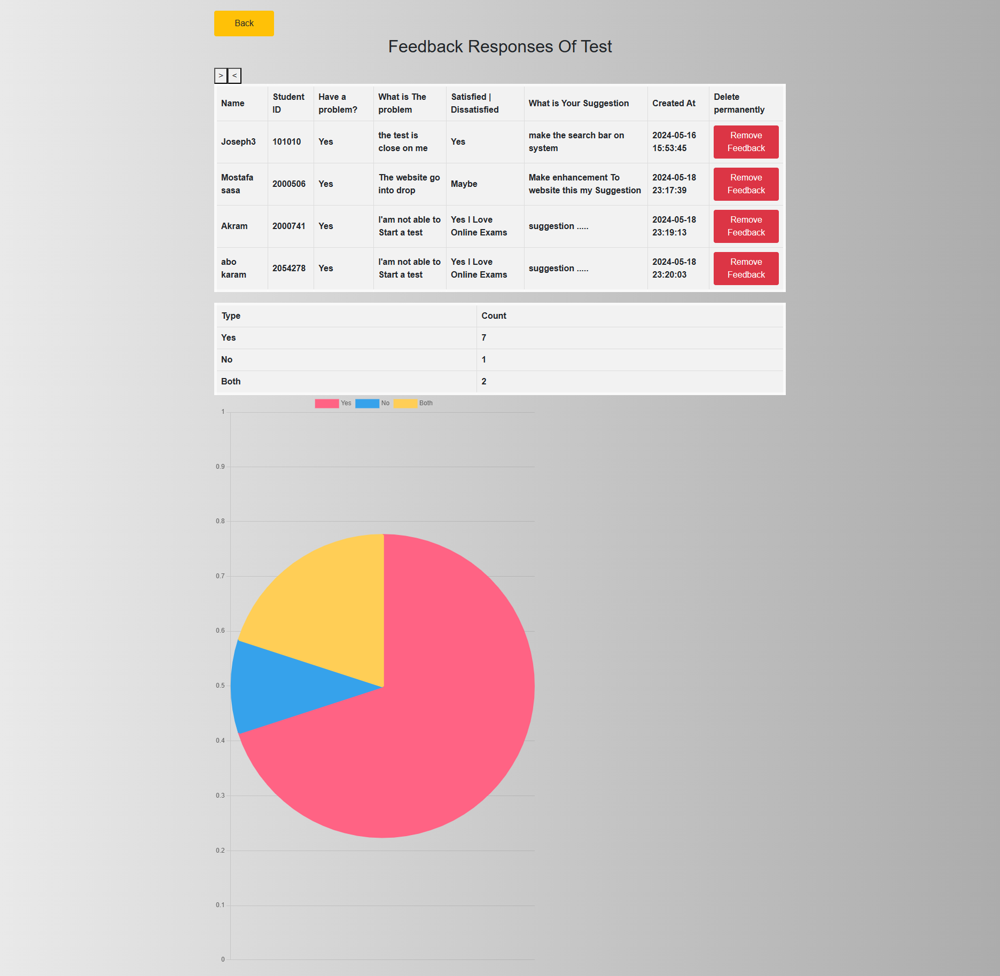 Back
Feedback Responses Of Test
> <
Name Student ID Have a problem? What is The problem Satisfied | Dissatisfied What is Your Suggestion Created At Delete permanently
Joseph3 101010 Yes the test is close on me Yes make the search bar on system 2024-05-16 15:53:45 Remove Feedback
Mostafa sasa 2000506 Yes The website go into drop Maybe Make enhancement To website this my Suggestion 2024-05-18 23:17:39 Remove Feedback
Akram 2000741 Yes I'am not able to Start a test Yes I Love Online Exams suggestion ..... 2024-05-18 23:19:13 Remove Feedback
abo karam 2054278 Yes I'am not able to Start a test Yes I Love Online Exams suggestion ..... 2024-05-18 23:20:03 Remove Feedback
Type Count
Yes 7
No 1
Both 2
Yes No Both
1
0.9
0.8
0.7
0.6
0.5
0.4
0.3
0.2
0.1
0